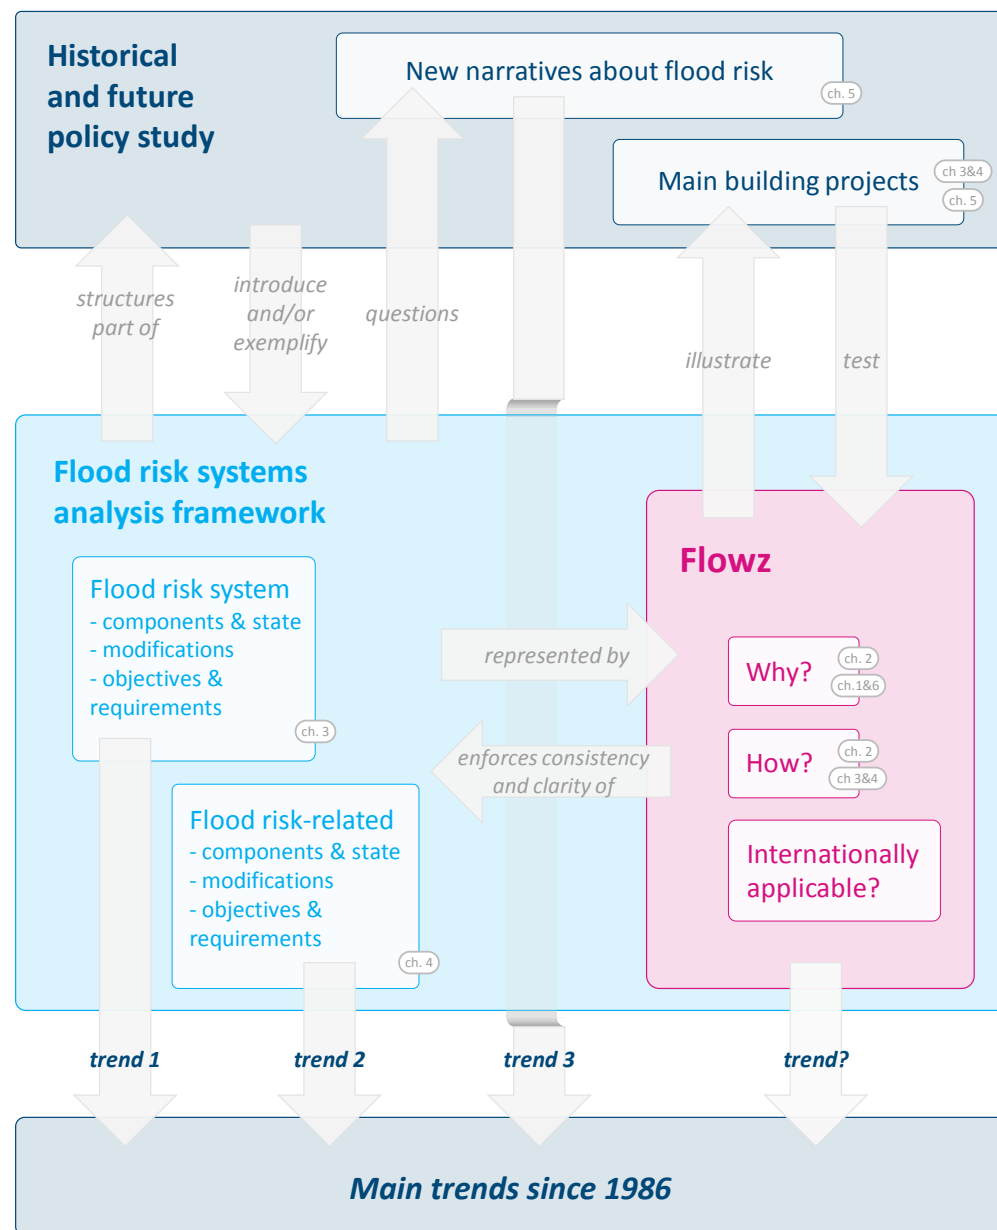 Historical
and future
policy study
New narratives about flood risk
ch. 5
Main building projects
ch 3&4
ch. 5
structures
part of
introduce
and/or
exemplify
questions
illustrate
test
Flood risk systems
analysis framework
Flood risk system
- components & state
- modifications
- objectives &
requirements
ch. 3
Flood risk-related
- components & state
- modifications
- objectives &
requirements
ch. 4
represented by
enforces consistency
and clarity of
Flowz
Why?
ch. 2
ch.1&6
How?
ch. 2
ch 3&4
Internationally
applicable?
trend 1
trend 2
trend 3
trend?
Main trends since 1986